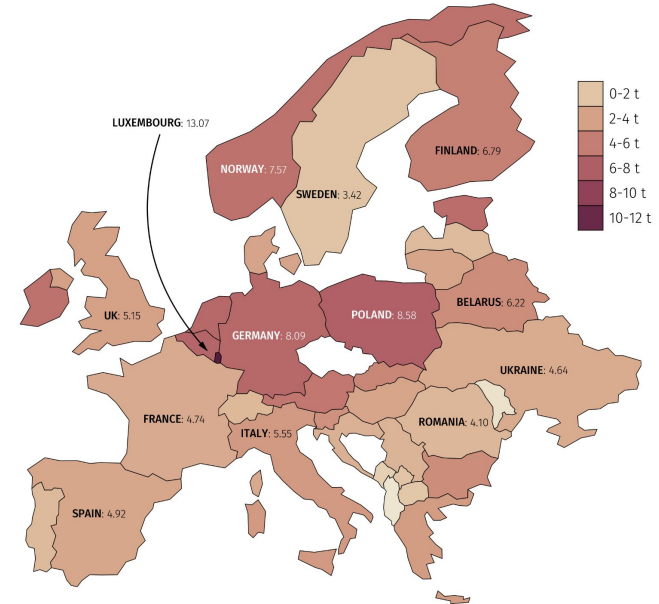 LUXEMBOURG: 13.07
0-2 t
2-4 t
4-6 t
6-8 t
8-10 t
10-12 t
FINLAND: 6.79
NORWAY: 7.57
SWEDEN: 3.42
UK: 5.15
BELARUS: 6.22
POLAND: 8.58
GERMANY: 8.09
UKRAINE: 4.64
FRANCE: 4.74
ROMANIA: 4.10
ITALY: 5.55
SPAIN: 4.92